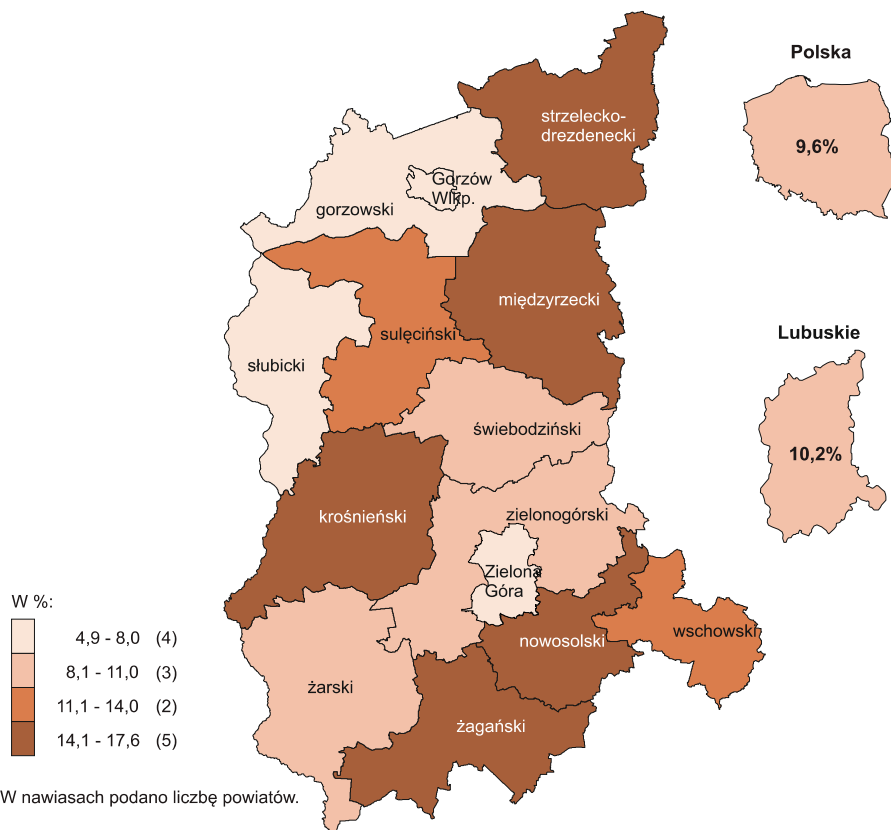 Polska
9,6%
strzelecko-
drezdenecki
Gorzów
Wlkp.
gorzowski
międzyrzecki
Lubuskie
10,2%
sulęciński
słubicki
świebodziński
krośnieński
zielonogórski
Zielona
Góra
nowosolski
wschowski
żarski
żagański
W %:
4,9 - 8,0 (4)
8,1 - 11,0 (3)
11,1 - 14,0 (2)
14,1 - 17,6 (5)
W nawiasach podano liczbę powiatów.